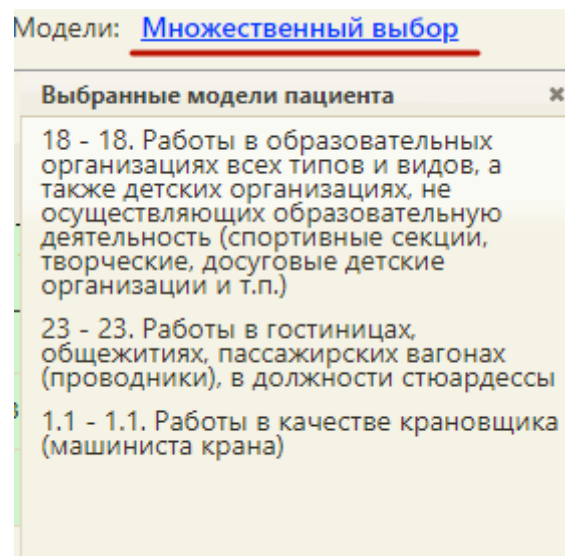 Модели: Множественный выбор
Выбранные модели пациента
18 - 18. Работы в образовательных
организациях всех типов и видов, а
также детских организациях, не
осуществляющих образовательную
деятельность (спортивные секции,
творческие, досуговые детские
организации и т.п.)
23 - 23. Работы в гостиницах,
общежитиях, пассажирских вагонах
(проводники), в должности стюардессы
1.1 - 1.1. Работы в качестве крановщика
(машиниста крана)